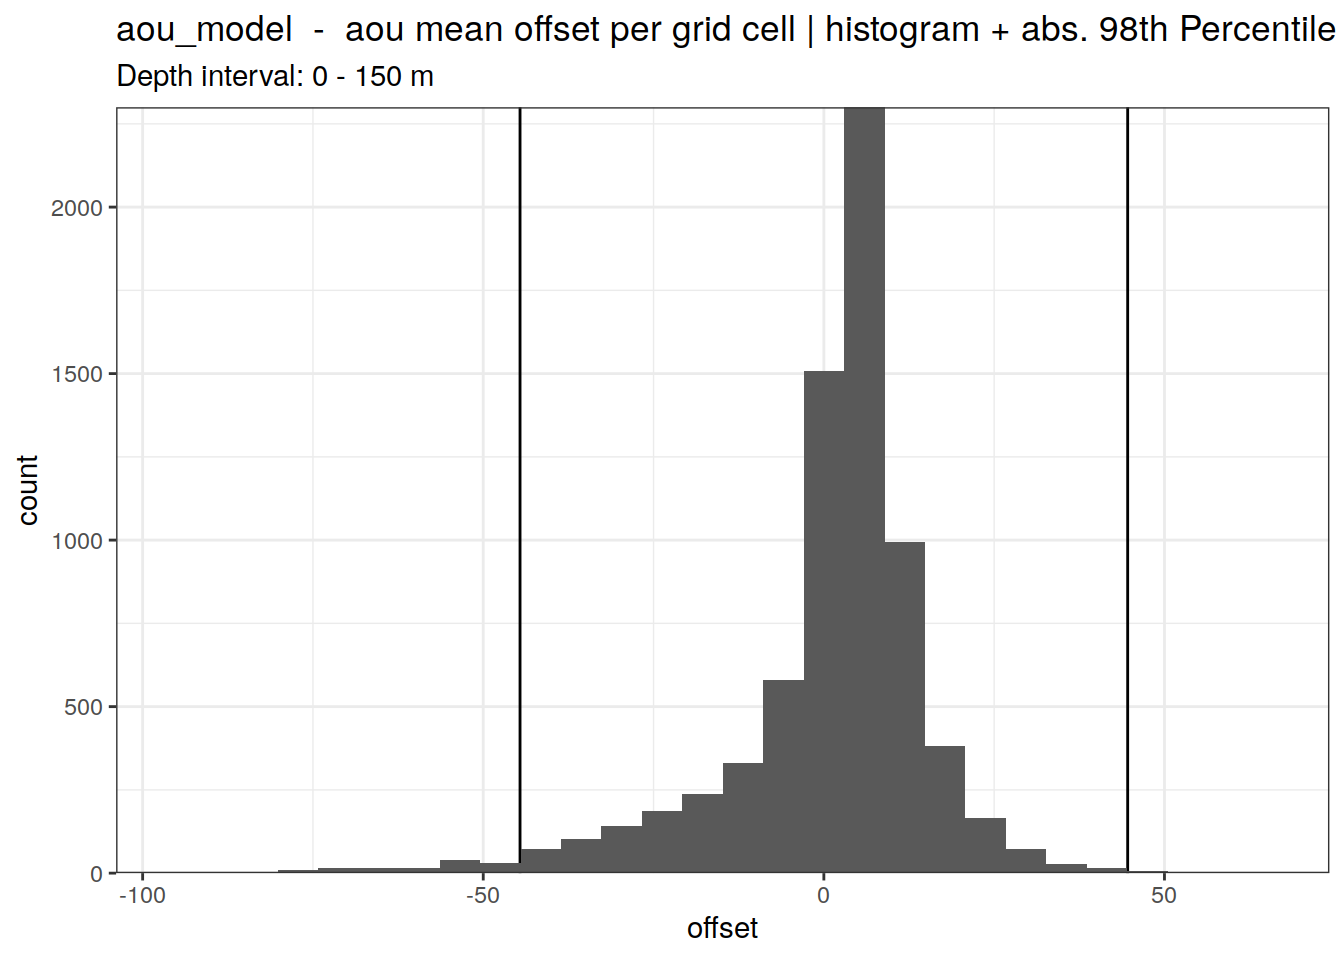 aou_model - aou mean offset per grid cell | histogram + abs. 98th Percentile
Depth interval: 0 - 150 m
2000
1500
1000
500
0
count
-100
-50
0
50
offset